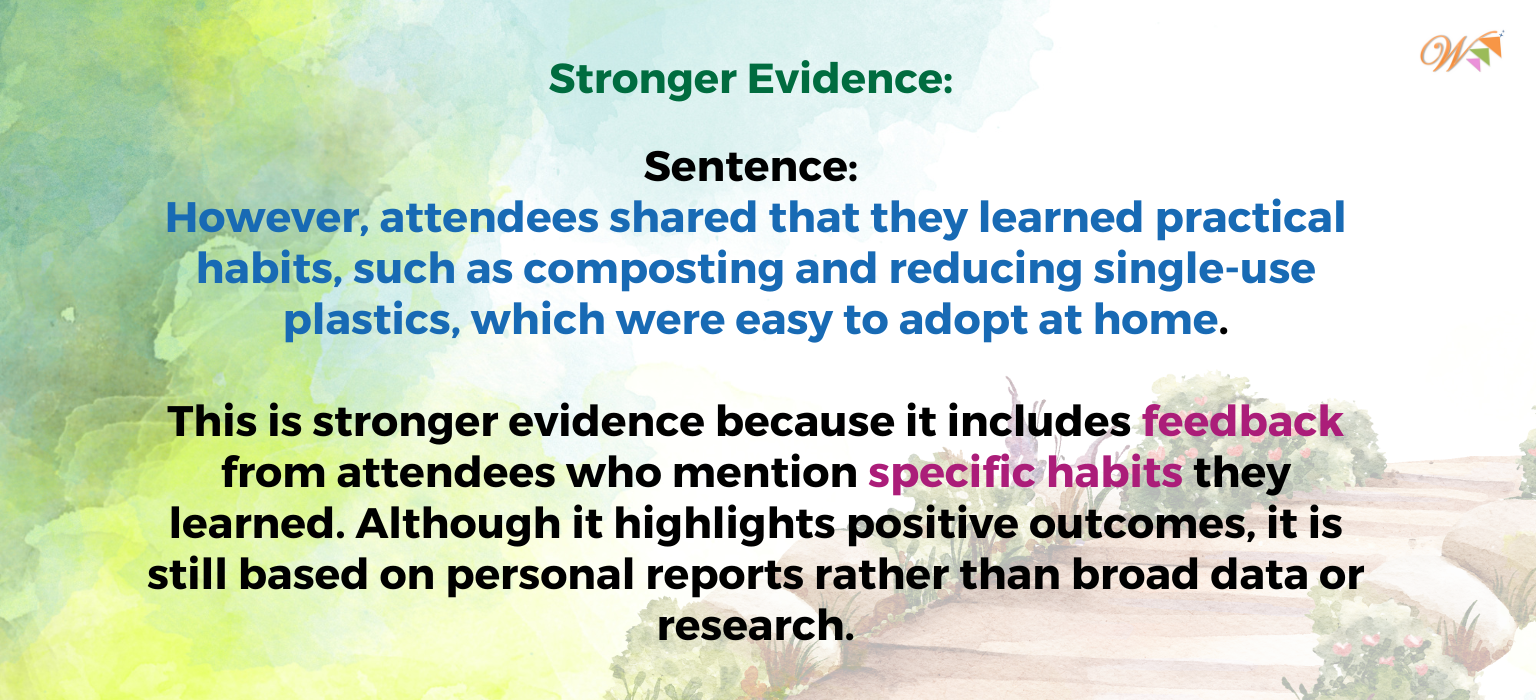 W
Stronger Evidence:
Sentence:
However, attendees shared that they learned practical
habits, such as composting and reducing single-use
plastics, which were easy to adopt at home.
This is stronger evidence because it includes feedback
from attendees who mention specific habits they
learned. Although it highlights positive outcomes, it is
still based on personal reports rather than broad data or
research.